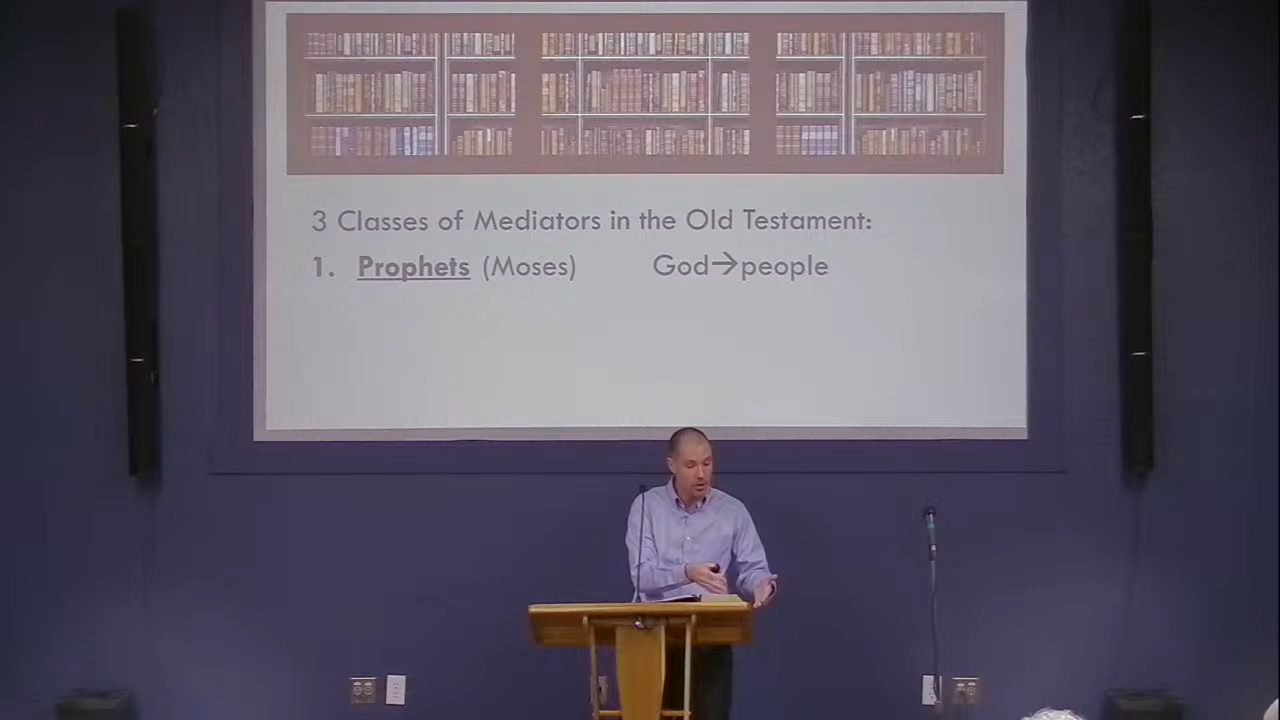 3 Classes of Mediators in the Old Testament:
1. Prophets (Moses) God→people